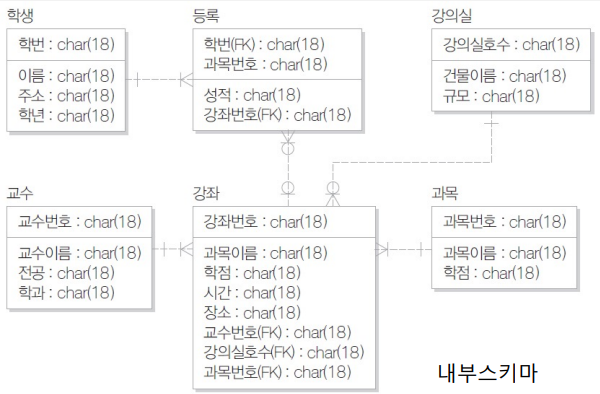 학생
학번 : char(18)
이름 : char(18)
주소 : char(18)
학년 : char(18)
등록
학번(FK) : char(18)
과목번호 : char(18)
성적 : char(18)
강좌번호(FK) : char(18)
강의실
강의실호수 : char(18)
건물이름 : char(18)
규모 : char(18)
교수
교수번호 : char(18)
교수이름 : char(18)
전공 : char(18)
학과 : char(18)
강좌
강좌번호 : char(18)
과목이름 : char(18)
학점 : char(18)
시간 : char(18)
장소 : char(18)
교수번호(FK) : char(18)
강의실호수(FK) : char(18)
과목번호(FK) : char(18)
과목
과목번호 : char(18)
과목이름 : char(18)
학점 : char(18)
내부스키마